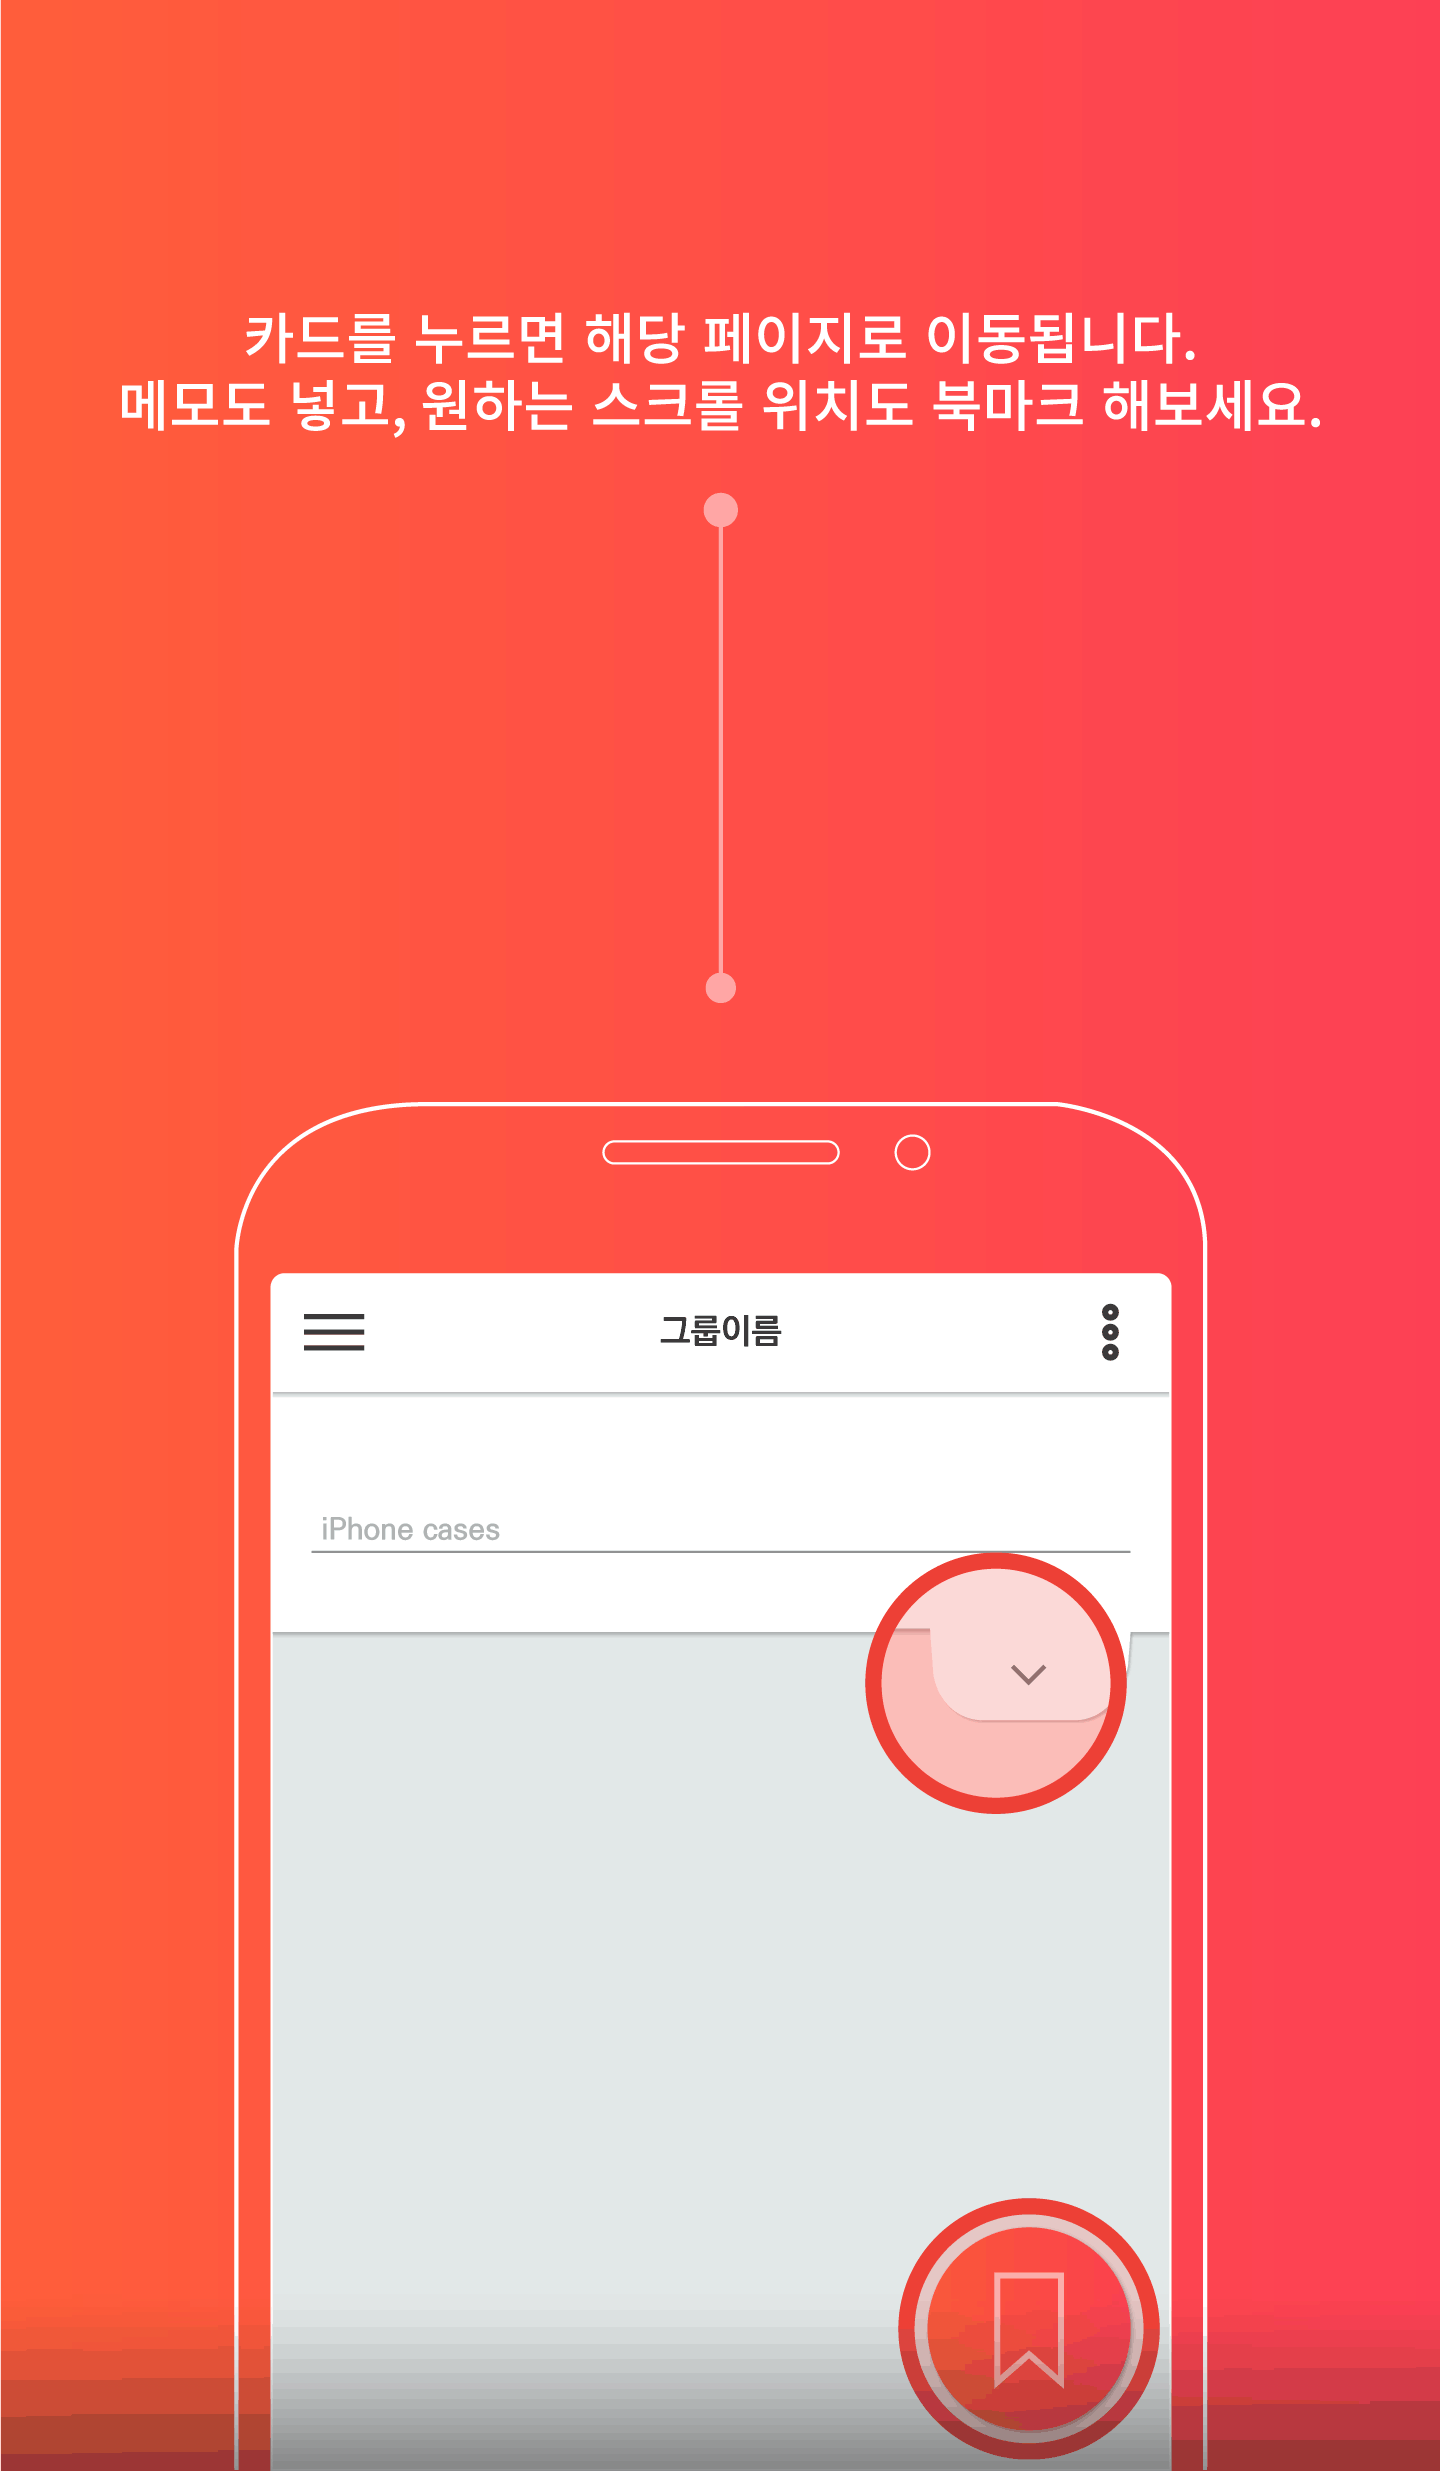 카드를 누르면 해당 페이지로 이동됩니다.
메모도 넣고, 원하는 스크롤 위치도 북마크 해보세요.
그룹이름
iPhone cases